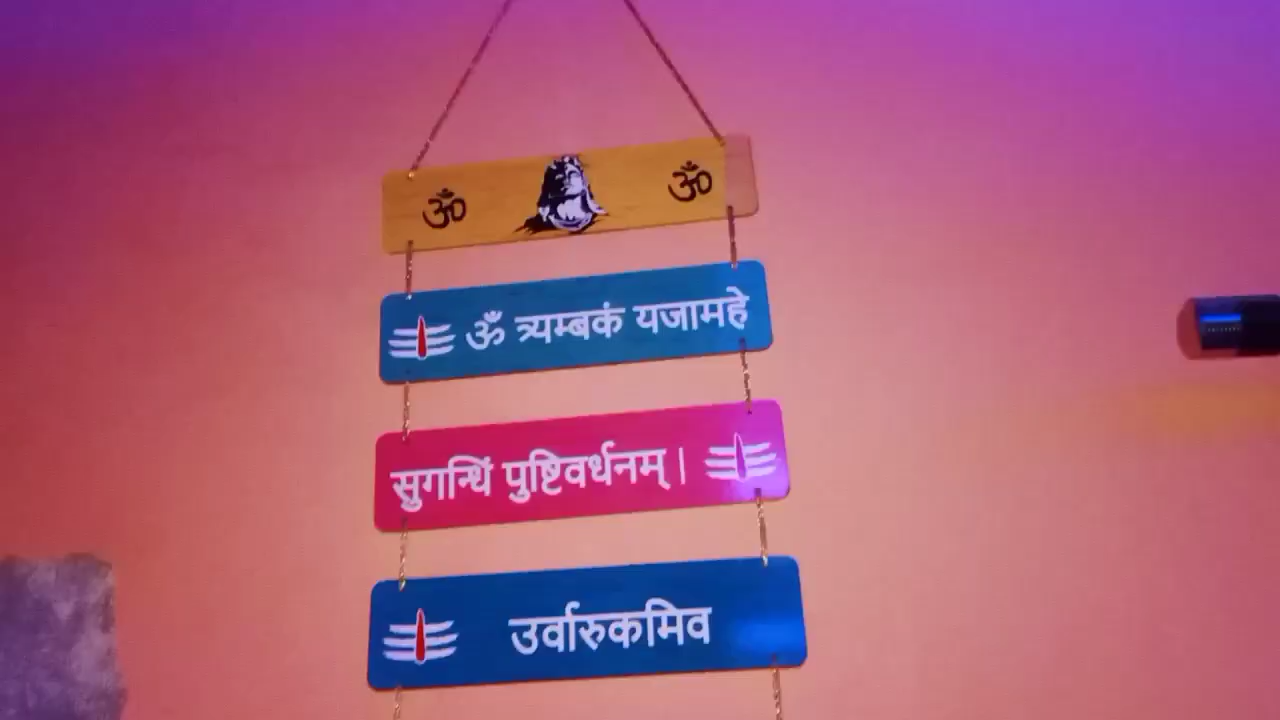 ॐ ॐ
ॐ त्र्यम्बकं यजामहे
सुगन्धिं पुष्टिवर्धनम् |
उर्वारुकमिव